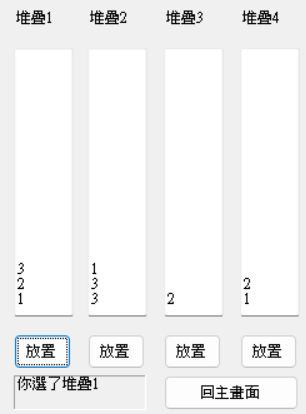 堆疊1 堆疊2 堆疊3 堆疊4
3 1
2 3 2
1 3 2 1
放置 放置 放置 放置
你選了堆疊1 回主畫面